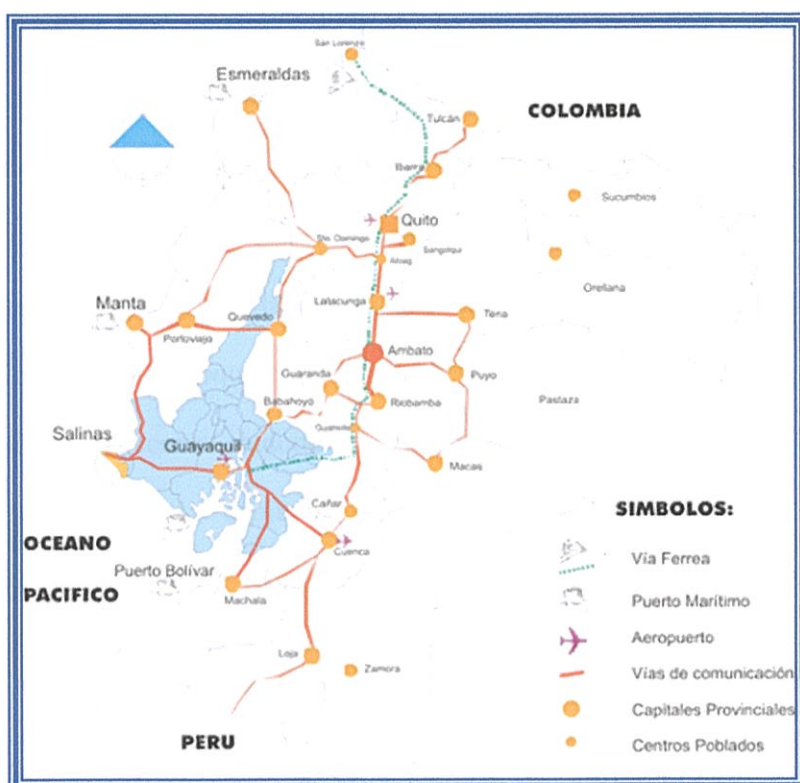 San Lorenzo
Esmeraldas
COLOMBIA
Tulcán
Ibarra
Sucumbios
Quito
Sto. Domingo
Sangolqui
Aloag
Orellana
Lalacunga
Manta
Quevedo
Tena
Portoviejo
Ambato
Guaranda
Puyo
Babahoyo
Riobamba
Pastaza
Salinas
Guayaquil
Guamote
Macas
Cañar
SIMBOLOS:
OCEANO
Cuenca
Vía Ferrea
Puerto Bolívar
PACIFICO
Machala
Puerto Marítimo
Aeropuerto
Loja
Zamora
Vías de comunicación
Capitales Provinciales
PERU
Centros Poblados